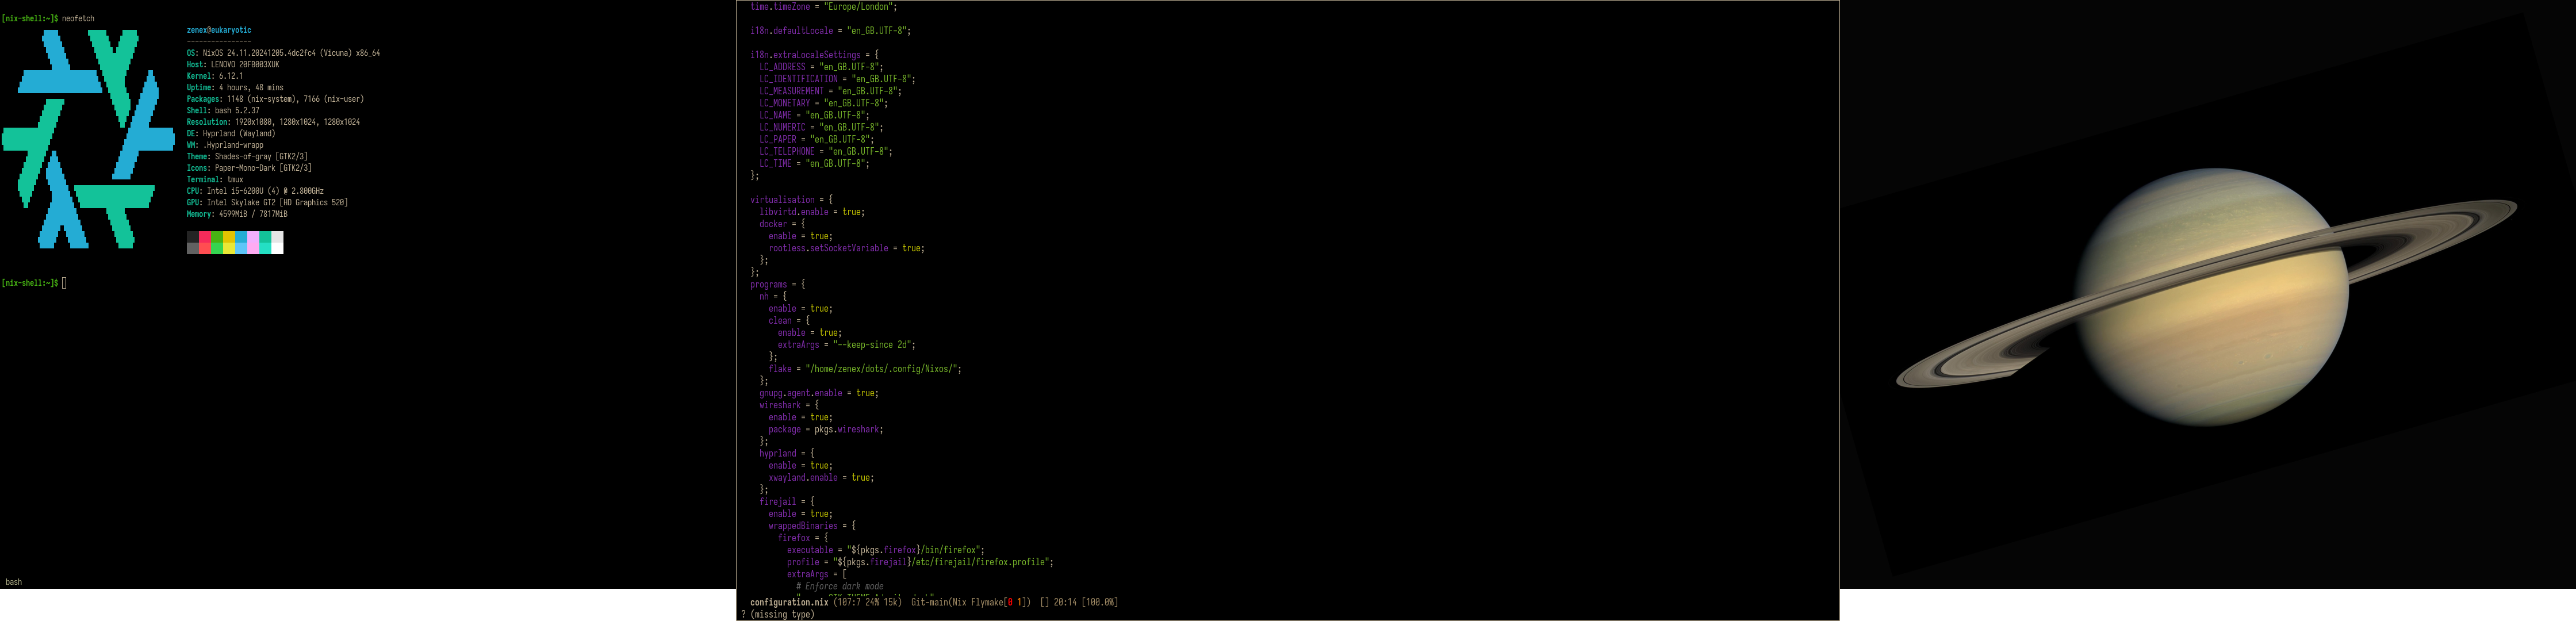 [nix-shell:~]$ neofetch
zenex@eukaryotic
----------------
OS: NixOS 24.11.20241205.4dc2fc4 (Vicuna) x86_64
Host: LENOVO 20FB003XUK
Kernel: 6.12.1
Uptime: 4 hours, 48 mins
Packages: 1148 (nix-system), 7166 (nix-user)
Shell: bash 5.2.37
Resolution: 1920x1080, 1280x1024, 1280x1024
DE: Hyprland (Wayland)
WM: .Hyprland-wrapp
Theme: Shades-of-gray [GTK2/3]
Icons: Paper-Mono-Dark [GTK2/3]
Terminal: tmux
CPU: Intel i5-6200U (4) @ 2.800GHz
GPU: Intel Skylake GT2 [HD Graphics 520]
Memory: 4599MiB / 7817MiB
[nix-shell:~]$
bash
time.timeZone = "Europe/London";
i18n.defaultLocale = "en_GB.UTF-8";
i18n.extraLocaleSettings = {
LC_ADDRESS = "en_GB.UTF-8";
LC_IDENTIFICATION = "en_GB.UTF-8";
LC_MEASUREMENT = "en_GB.UTF-8";
LC_MONETARY = "en_GB.UTF-8";
LC_NAME = "en_GB.UTF-8";
LC_NUMERIC = "en_GB.UTF-8";
LC_PAPER = "en_GB.UTF-8";
LC_TELEPHONE = "en_GB.UTF-8";
LC_TIME = "en_GB.UTF-8";
};
virtualisation = {
libvirtd.enable = true;
docker = {
enable = true;
rootless.setSocketVariable = true;
};
};
programs = {
nh = {
enable = true;
clean = {
enable = true;
extraArgs = "--keep-since 2d";
};
flake = "/home/zenex/dots/.config/Nixos/";
};
gnupg.agent.enable = true;
wireshark = {
enable = true;
package = pkgs.wireshark;
};
hyprland = {
enable = true;
xwayland.enable = true;
};
firejail = {
enable = true;
wrappedBinaries = {
firefox = {
executable = "${pkgs.firefox}/bin/firefox";
profile = "${pkgs.firejail}/etc/firejail/firefox.profile";
extraArgs = [
# Enforce dark mode
configuration.nix (107:7 24% 15k) Git-main(Nix Flymake[0 1]) [] 20:14 [100.0%]
? (missing type)